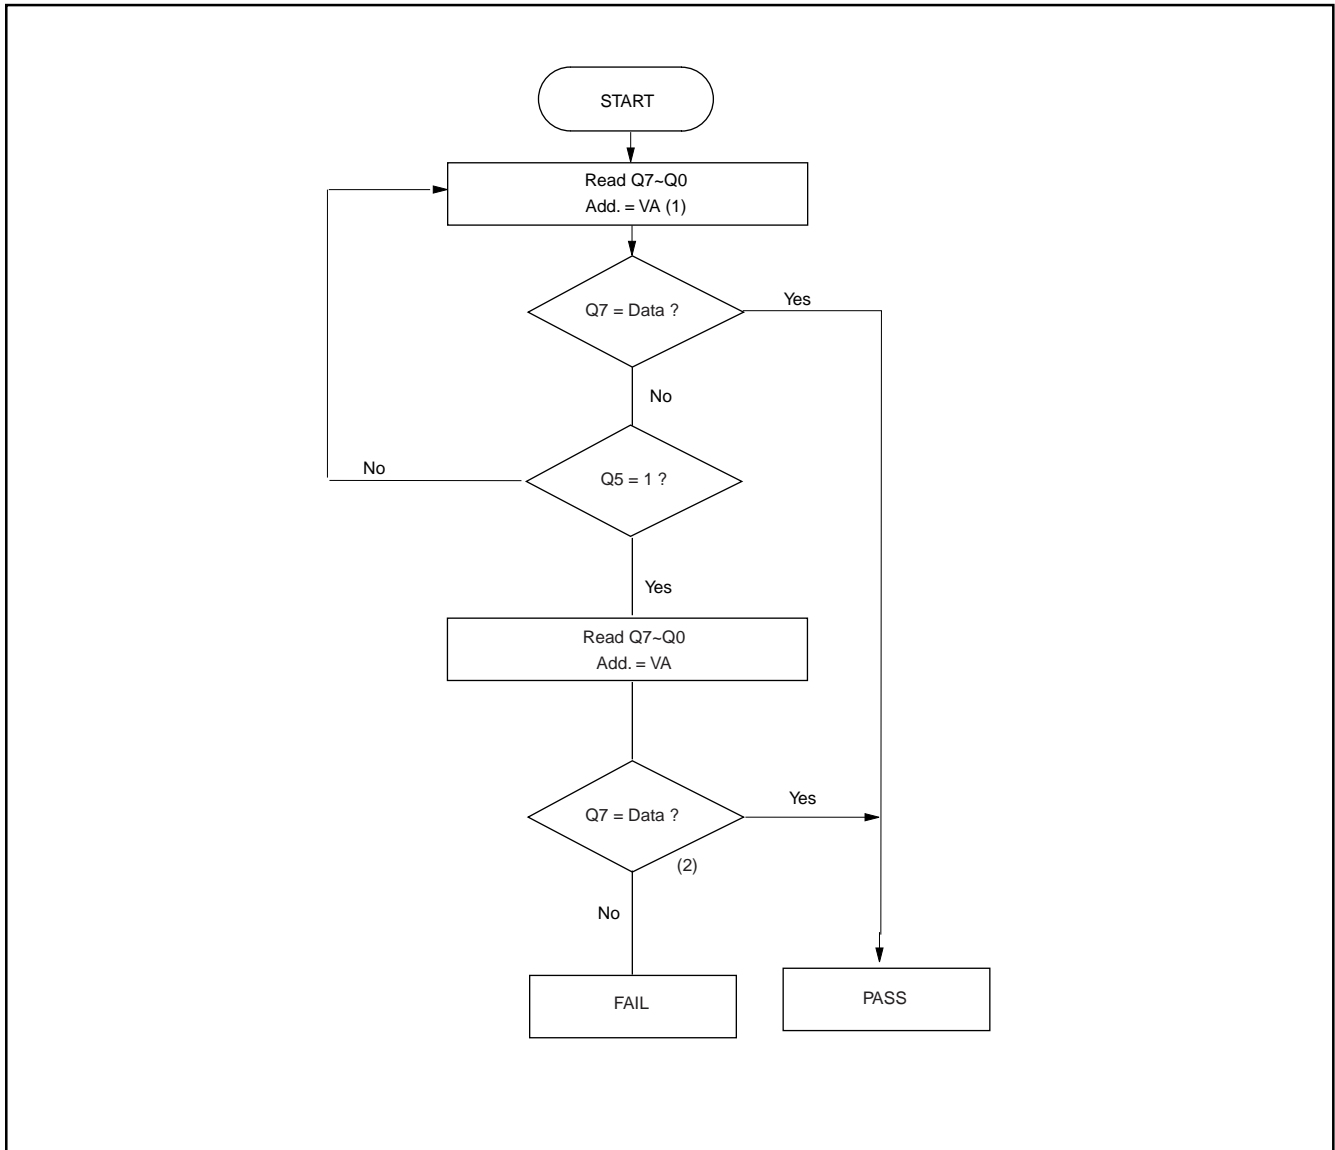 START
Read Q7~Q0
Add. = VA (1)
Q7 = Data ?
Yes
No
Q5 = 1 ?
No
Yes
Read Q7~Q0
Add. = VA
Q7 = Data ?
Yes
(2)
No
FAIL
PASS